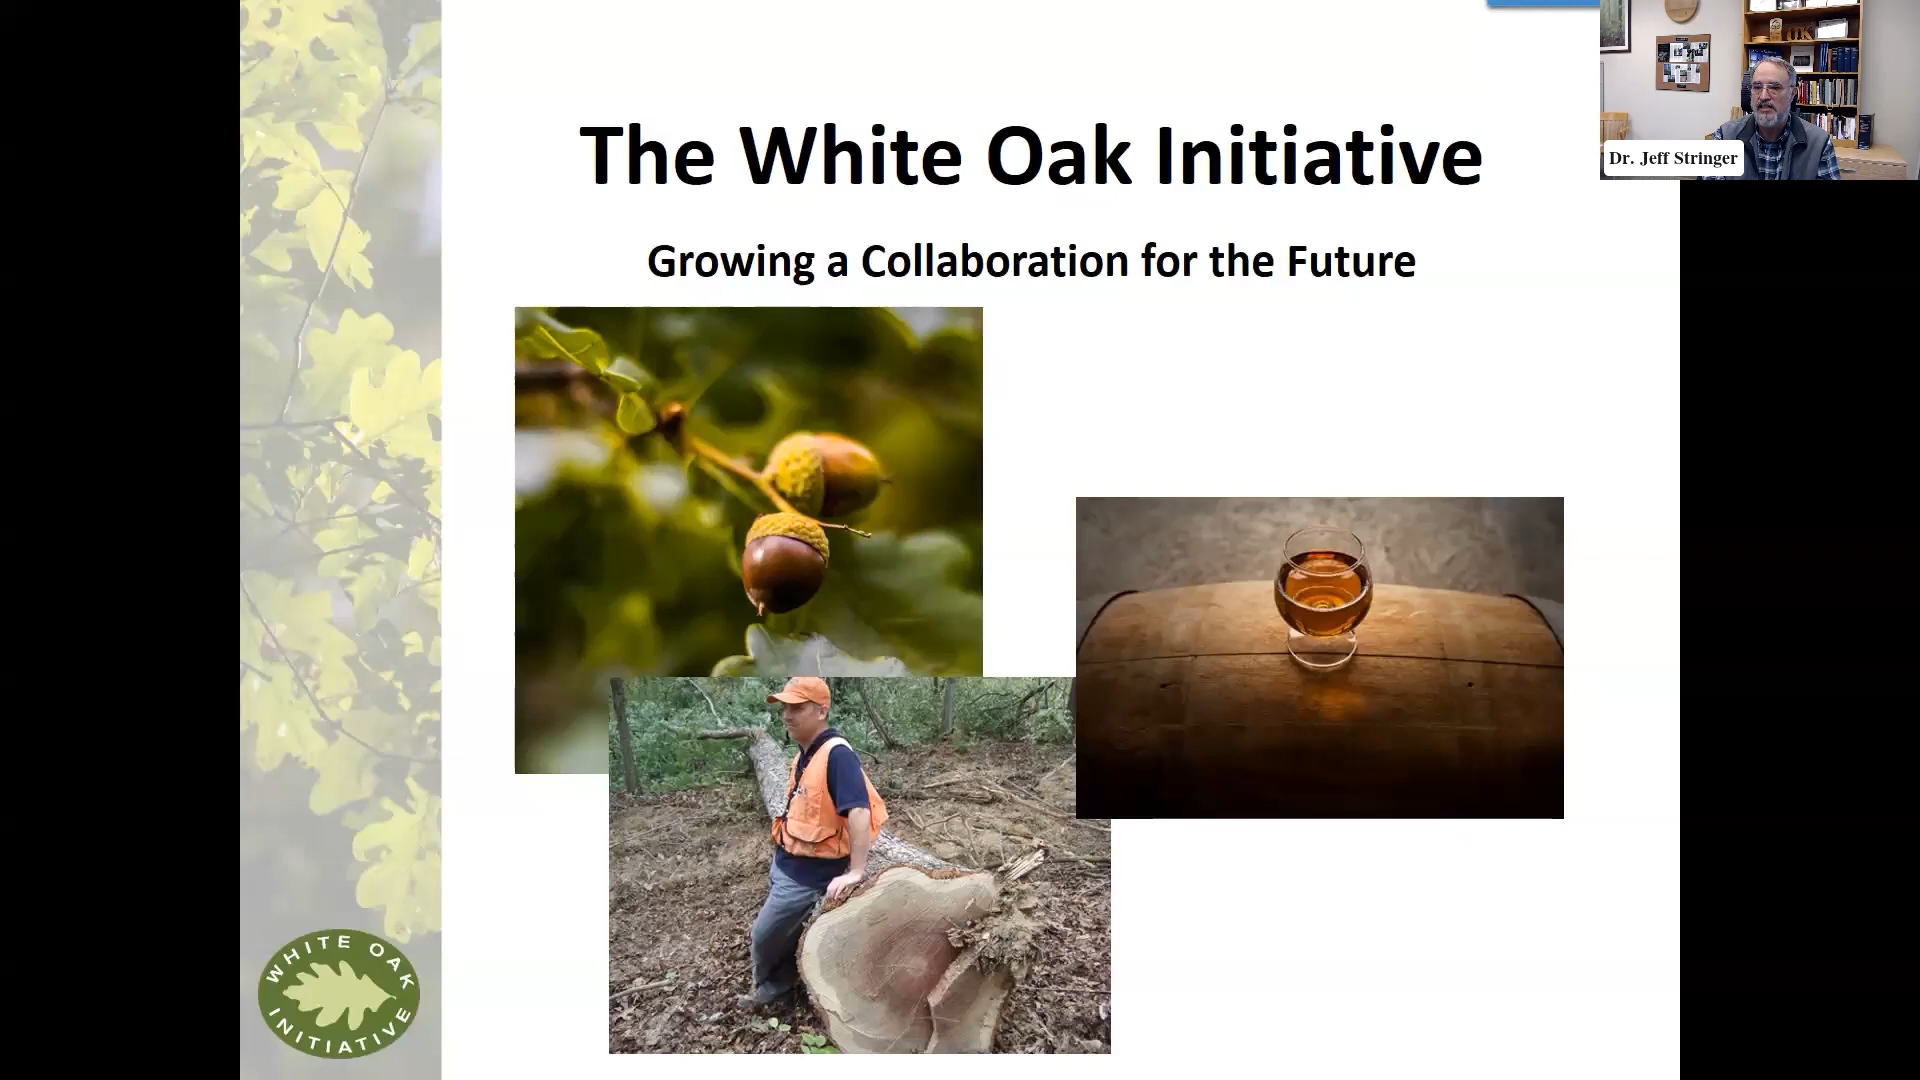 The White Oak Initiative
Growing a Collaboration for the Future
Dr. Jeff Stringer
WHITE OAK
INITIATIVE